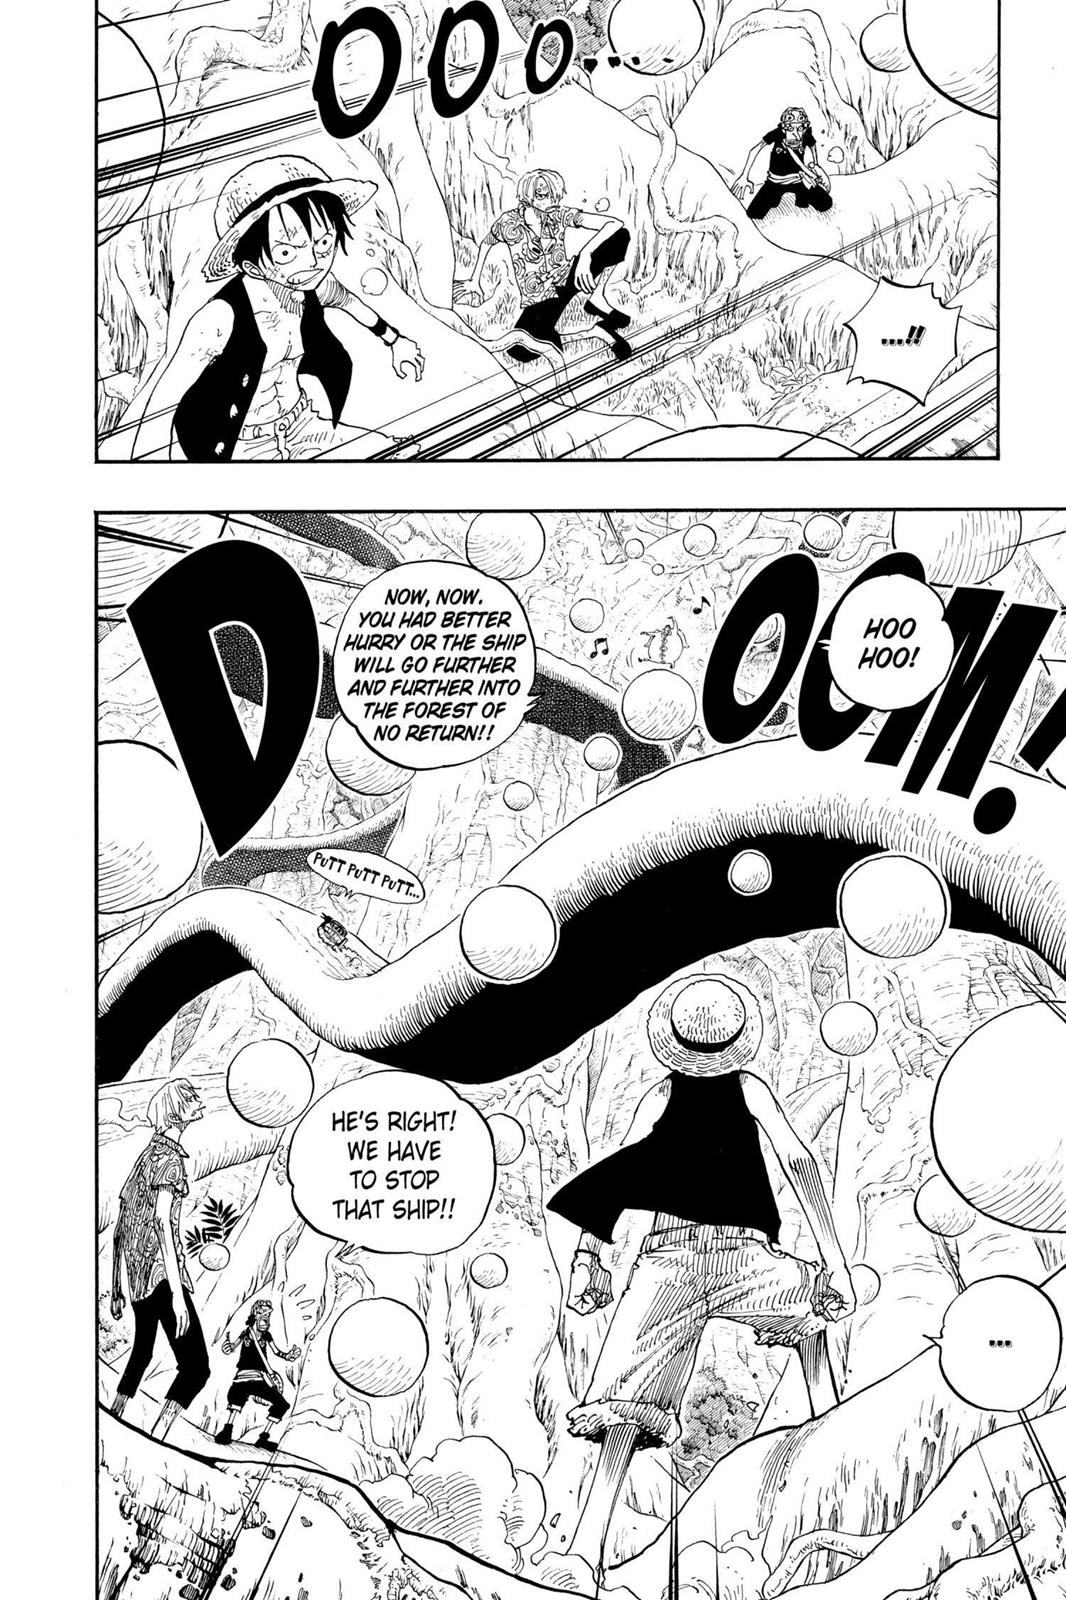 OOO...
....!!
DOOM!
NOW, NOW.
YOU HAD BETTER
HURRY OR THE SHIP
WILL GO FURTHER
AND FURTHER INTO
THE FOREST OF
NO RETURN!!
HOO
HOO!
PUTT PUTT PUTT...
HE'S RIGHT!
WE HAVE
TO STOP
THAT SHIP!!
...